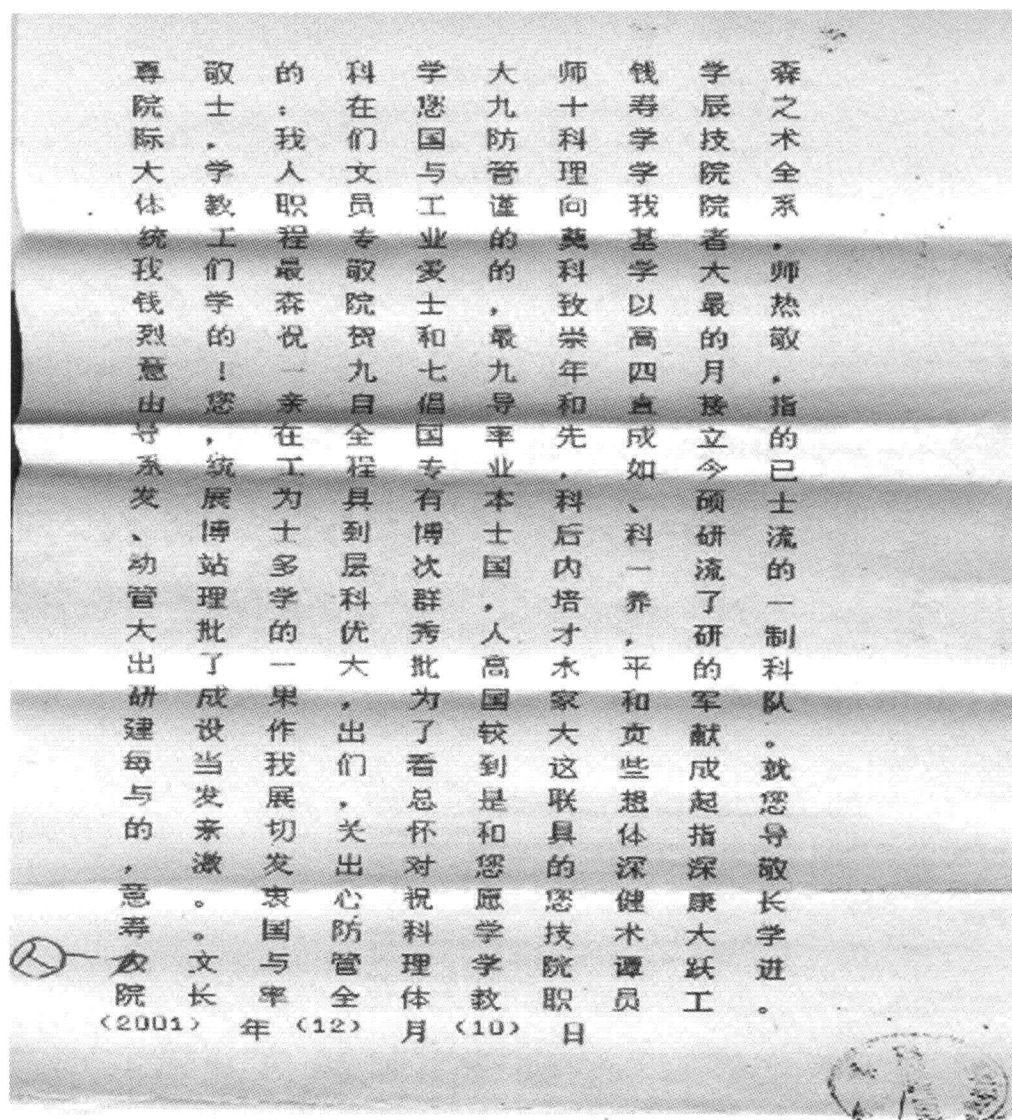 尊敬的科学大师钱学森
院士：在您九十寿辰之
际，我们国防科学技术
大学人文与管理学院全
体教职员工谨向我院系
统工程专业的奠基者，
我们最敬爱的科学大师
钱学森院士，致以最热
烈的祝贺和最崇高的敬
意！一九七九年四月，
山您亲自倡导和直接指
导，在全国率先成立的
系统工程专业，如今已
发展为具有本科、硕士
、博士到博士后科研流
动站多层次国内一流的
管理学科群，培养了一
大批的优秀人才，研制
出了一大批高水平的科
研成果，为国家和军队
建设作出了较大贡献。
每当我们看到这些成就
与发展，总是联想起您
的亲切关怀和具体指导
，激发出对您的深深敬
意。衷心祝愿您健康长
寿。国防科学技术大学
文与管理学院谭跃进
院长率全体教职员工。
（2001）年（12）月（10）日